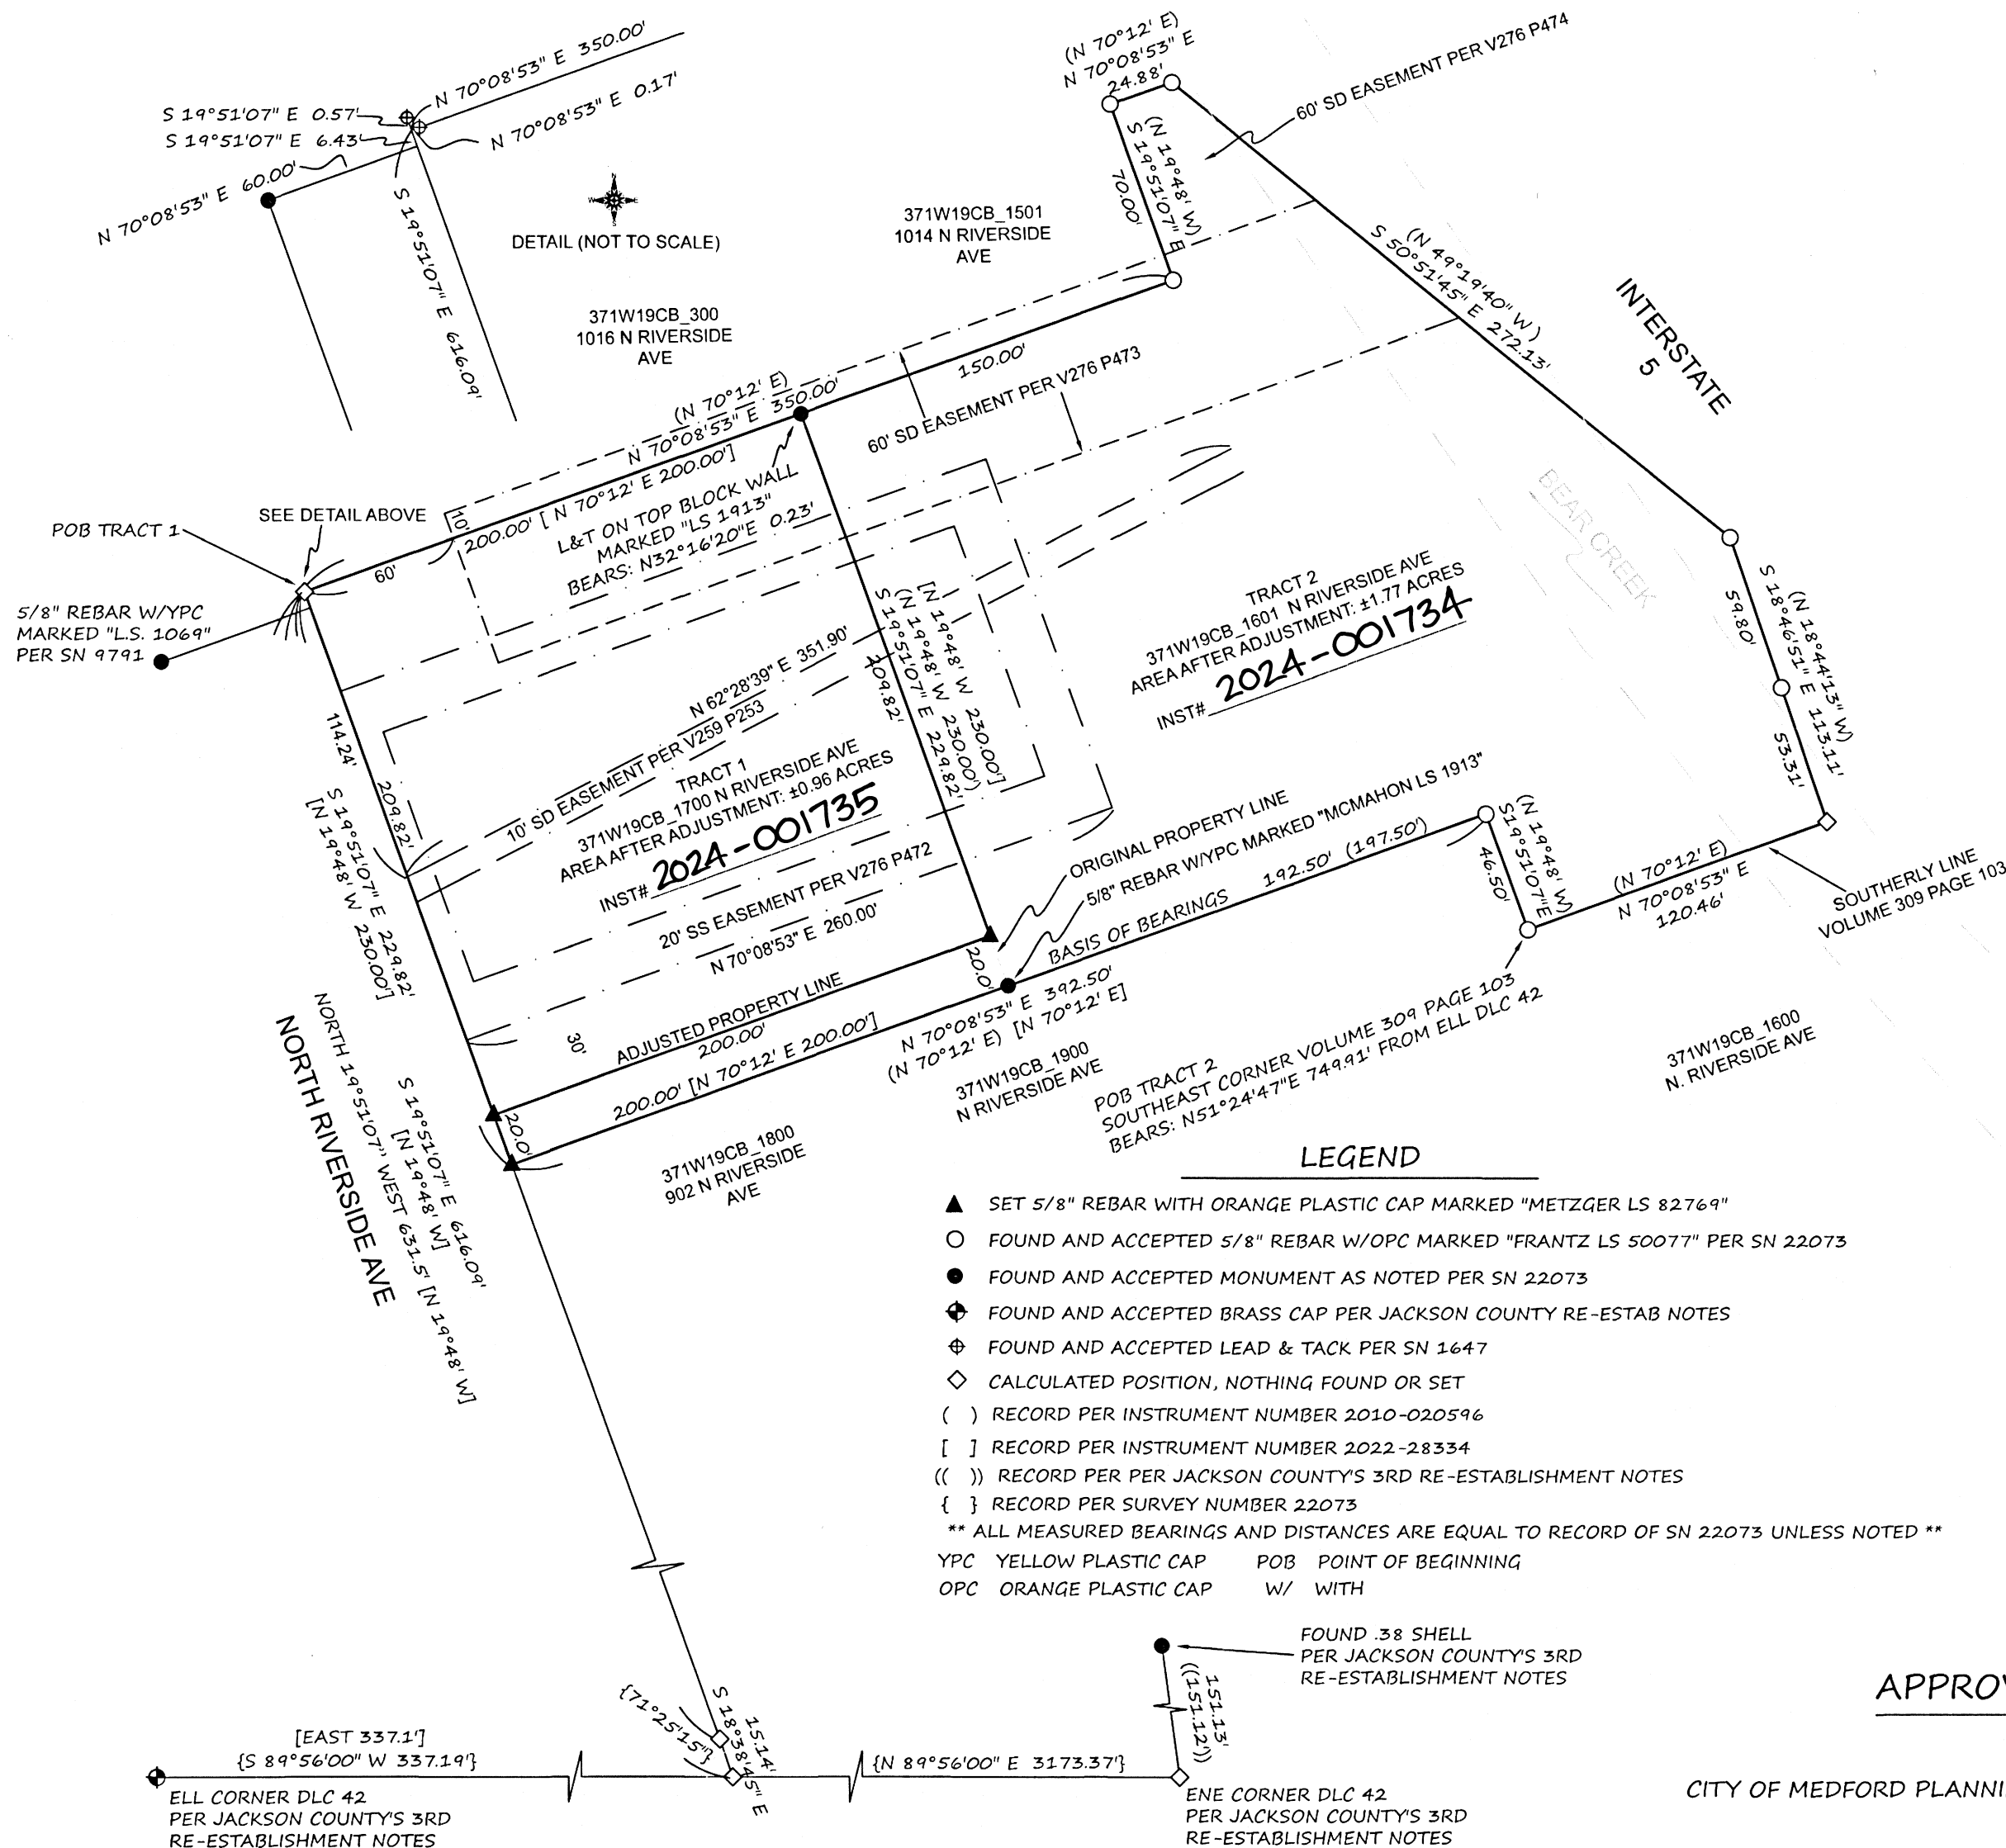 N 70°08'53" E 350.00'
N 70°08'53" E 0.17'
S 19°51'07" E 0.57'
S 19°51'07" E 6.43'
N 70°08'53" E 60.00'
S 19°51'07" E 616.09'
DETAIL (NOT TO SCALE)
371W19CB_300
1016 N RIVERSIDE
AVE
371W19CB_1501
1014 N RIVERSIDE
AVE
(N 70°12' E)
N 70°08'53" E
24.88'
60' SD EASEMENT PER V276 P474
(N 19°48' W)
S 19°51'07" E
70.00'
(N 49°19'40" W)
S 50°51'45" E 272.13'
INTERSTATE
5
BEAR CREEK
150.00'
60' SD EASEMENT PER V276 P473
(N 70°12' E)
N 70°08'53" E 350.00'
200.00' [ N 70°12' E 200.00']
L&T ON TOP BLOCK WALL
MARKED "LS 1913"
BEARS: N32°16'20"E 0.23'
POB TRACT 1
SEE DETAIL ABOVE
10'
60'
5/8" REBAR W/YPC
MARKED "L.S. 1069"
PER SN 9791
114.24'
209.82'
S 19°51'07" E 229.82'
[N 19°48' W 230.00']
N 62°28'39" E 351.90'
10' SD EASEMENT PER V259 P253
TRACT 1
371W19CB_1700 N RIVERSIDE AVE
AREA AFTER ADJUSTMENT: ±0.96 ACRES
INST# 2024-001735
20' SS EASEMENT PER V276 P472
N 70°08'53" E 260.00'
[N 19°48' W 230.00']
(N 19°48' W 230.00')
S 19°51'07" E 229.82'
209.82'
TRACT 2
371W19CB_1601 N RIVERSIDE AVE
AREA AFTER ADJUSTMENT: ±1.77 ACRES
INST# 2024-001734
59.80'
(N 18°44'13" W)
S 18°46'51" E 113.11'
53.31'
ORIGINAL PROPERTY LINE
5/8" REBAR W/YPC MARKED "MCMAHON LS 1913"
BASIS OF BEARINGS 192.50' (197.50')
(N 19°48' W)
S19°51'07"E
46.50'
(N 70°12' E)
N 70°08'53" E
120.46'
SOUTHERLY LINE
VOLUME 309 PAGE 103
20.0'
30'
ADJUSTED PROPERTY LINE
200.00'
200.00' [N 70°12' E 200.00']
20.0'
N 70°08'53" E 392.50'
(N 70°12' E) [N 70°12' E]
371W19CB_1900
N RIVERSIDE AVE
POB TRACT 2
SOUTHEAST CORNER VOLUME 309 PAGE 103
BEARS: N51°24'47"E 749.91' FROM ELL DLC 42
371W19CB_1600
N. RIVERSIDE AVE
371W19CB_1800
902 N RIVERSIDE
AVE
S 19°51'07" E 616.09'
[N 19°48' W]
NORTH 19°51'07" WEST 631.5' [N 19°48' W]
NORTH RIVERSIDE AVE
LEGEND
SET 5/8" REBAR WITH ORANGE PLASTIC CAP MARKED "METZGER LS 82769"
FOUND AND ACCEPTED 5/8" REBAR W/OPC MARKED "FRANTZ LS 50077" PER SN 22073
FOUND AND ACCEPTED MONUMENT AS NOTED PER SN 22073
FOUND AND ACCEPTED BRASS CAP PER JACKSON COUNTY RE-ESTAB NOTES
FOUND AND ACCEPTED LEAD & TACK PER SN 1647
CALCULATED POSITION, NOTHING FOUND OR SET
( ) RECORD PER INSTRUMENT NUMBER 2010-020596
[ ] RECORD PER INSTRUMENT NUMBER 2022-28334
(( )) RECORD PER PER JACKSON COUNTY'S 3RD RE-ESTABLISHMENT NOTES
{ } RECORD PER SURVEY NUMBER 22073
** ALL MEASURED BEARINGS AND DISTANCES ARE EQUAL TO RECORD OF SN 22073 UNLESS NOTED **
YPC YELLOW PLASTIC CAP POB POINT OF BEGINNING
OPC ORANGE PLASTIC CAP W/ WITH
FOUND .38 SHELL
PER JACKSON COUNTY'S 3RD
RE-ESTABLISHMENT NOTES
151.13'
((151.12'))
{71°25'15"}
15.14'
S 18°38'45" E
[EAST 337.1']
{S 89°56'00" W 337.19'}
{N 89°56'00" E 3173.37'}
ELL CORNER DLC 42
PER JACKSON COUNTY'S 3RD
RE-ESTABLISHMENT NOTES
ENE CORNER DLC 42
PER JACKSON COUNTY'S 3RD
RE-ESTABLISHMENT NOTES
APPROV
CITY OF MEDFORD PLANNI